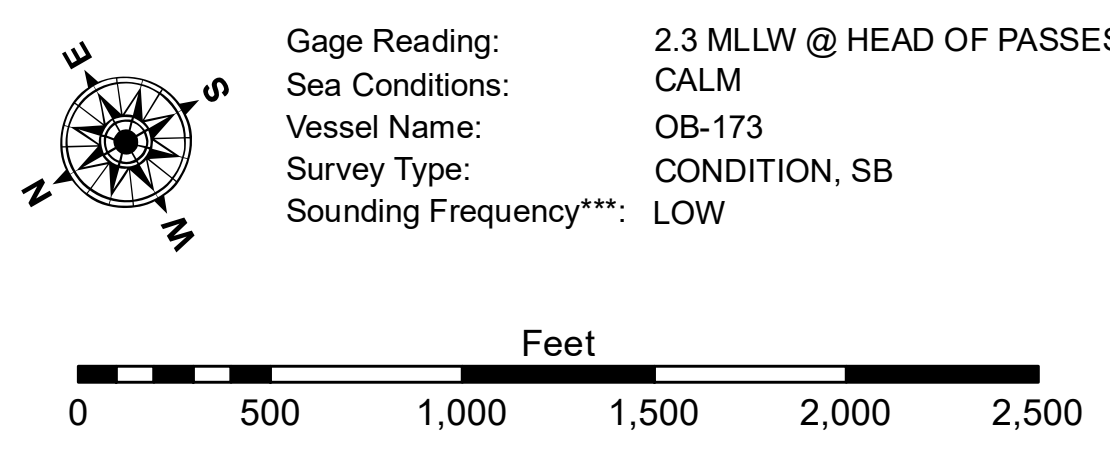 E
S
N
W
Gage Reading: 2.3 MLLW @ HEAD OF PASSES
Sea Conditions: CALM
Vessel Name: OB-173
Survey Type: CONDITION, SB
Sounding Frequency***: LOW
Feet
0 500 1,000 1,500 2,000 2,500